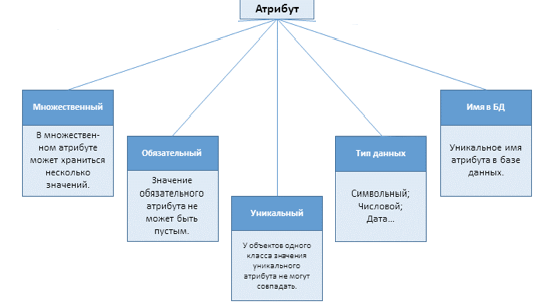 Атрибут
Множественный
В множествен-
ном атрибуте
может храниться
несколько
значений.
Обязательный
Значение
обязательного
атрибута не
может быть
пустым.
Уникальный
У объектов одного
класса значения
уникального
атрибута не могут
совпадать.
Тип данных
Символьный;
Числовой;
Дата...
Имя в БД
Уникальное имя
атрибута в базе
данных.